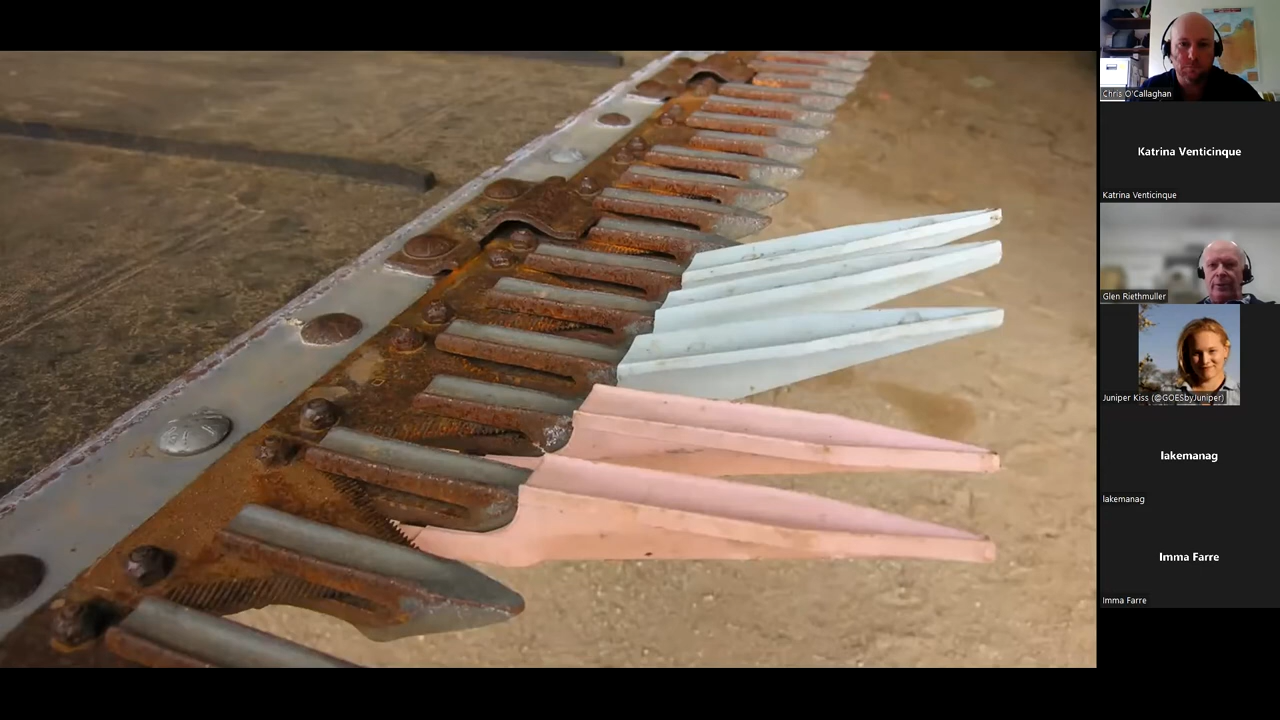 Chris O'Callaghan
Katrina Venticinque
Katrina Venticinque
Glen Riethmuller
Juniper Kiss (@GOESbyJuniper)
lakemanag
lakemanag
Imma Farre
Imma Farre